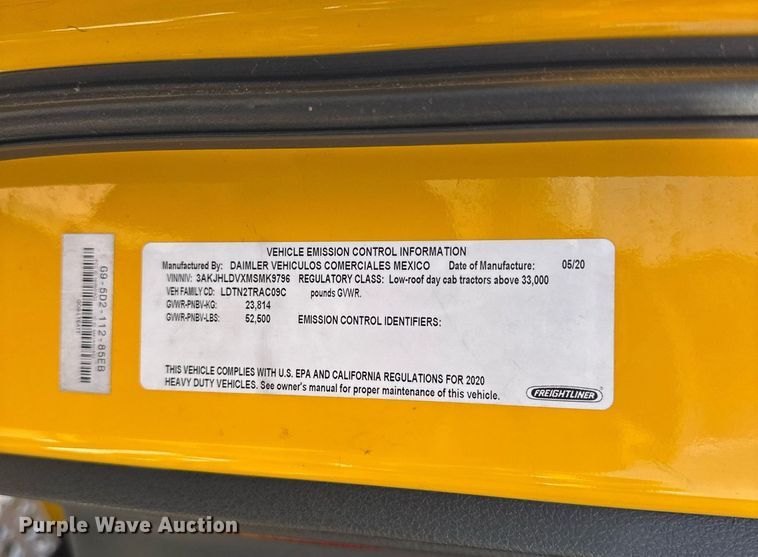 VEHICLE EMISSION CONTROL INFORMATION
Manufactured By: DAIMLER VEHICULOS COMERCIALES MEXICO Date of Manufacture: 05/20
VIN/NIV: 3AKJHLDVXMSMK9796 REGULATORY CLASS: Low-roof day cab tractors above 33,000
VEH FAMILY CD: LDTN2TRAC09C pounds GVWR.
GVWR-PNBV-KG: 23,814
GVWR-PNBV-LBS: 52,500 EMISSION CONTROL IDENTIFIERS:
THIS VEHICLE COMPLIES WITH U.S. EPA AND CALIFORNIA REGULATIONS FOR 2020
HEAVY DUTY VEHICLES. See owner's manual for proper maintenance of this vehicle.
FREIGHTLINER
G9-5D2-112-85EB
Purple Wave Auction